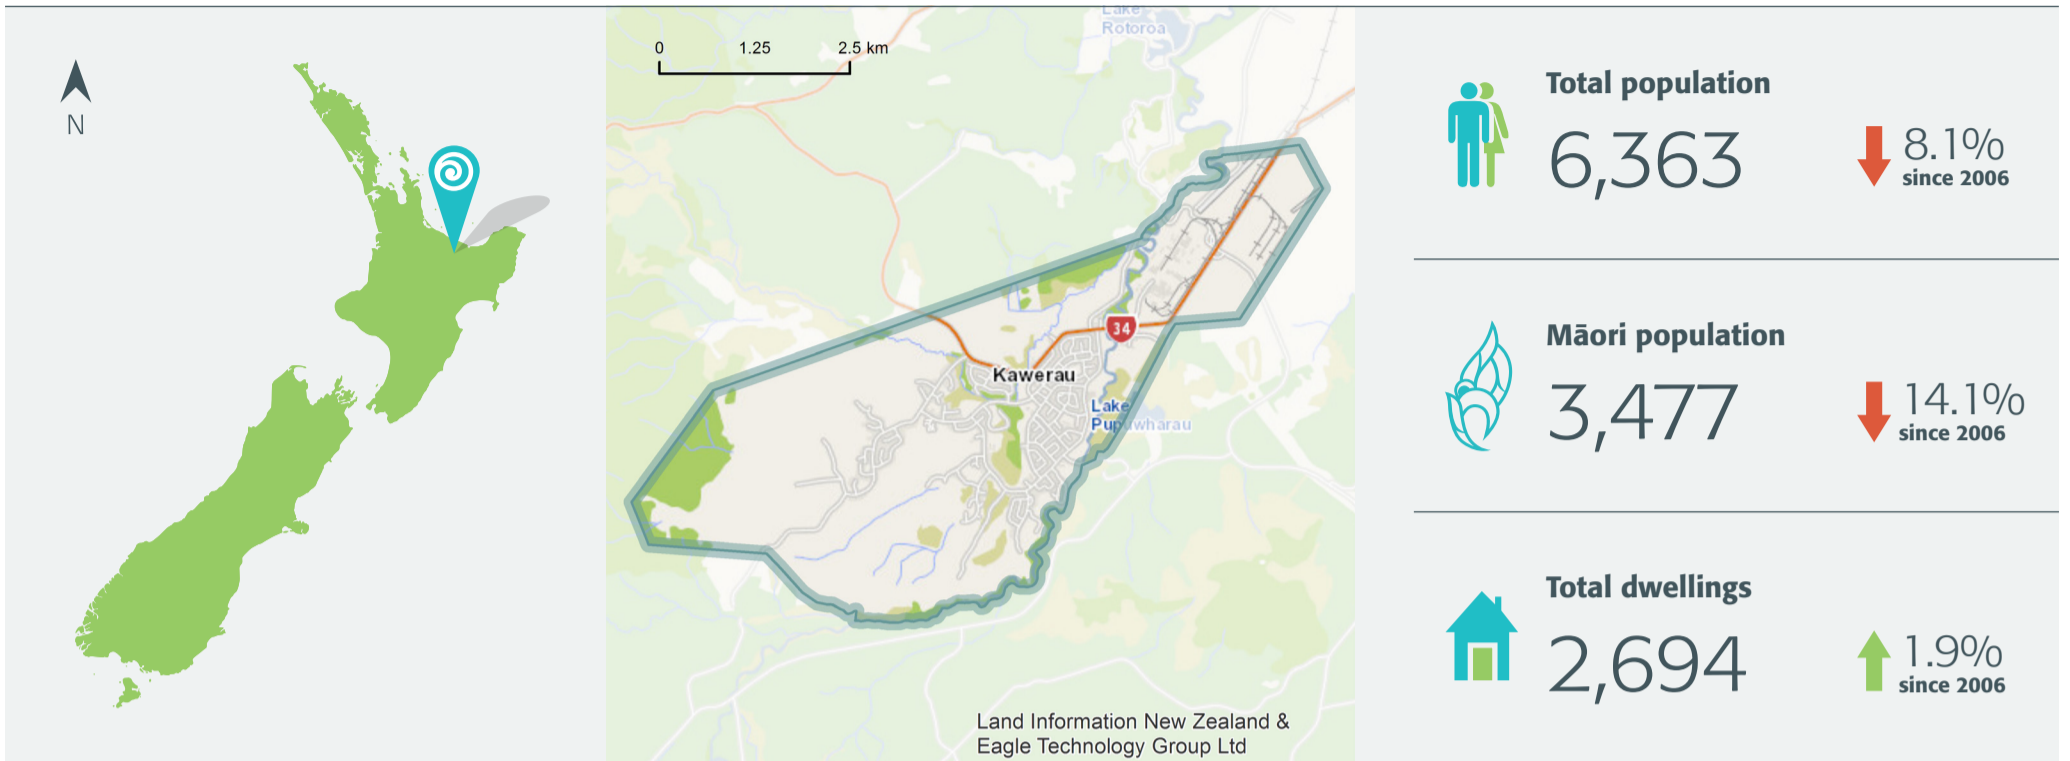 N
0 1.25 2.5 km
Lake
Rotoroa
34
Kawerau
Lake
Pupuwharau
Land Information New Zealand &
Eagle Technology Group Ltd
Total population
6,363
8.1%
since 2006
Māori population
3,477
14.1%
since 2006
Total dwellings
2,694
1.9%
since 2006